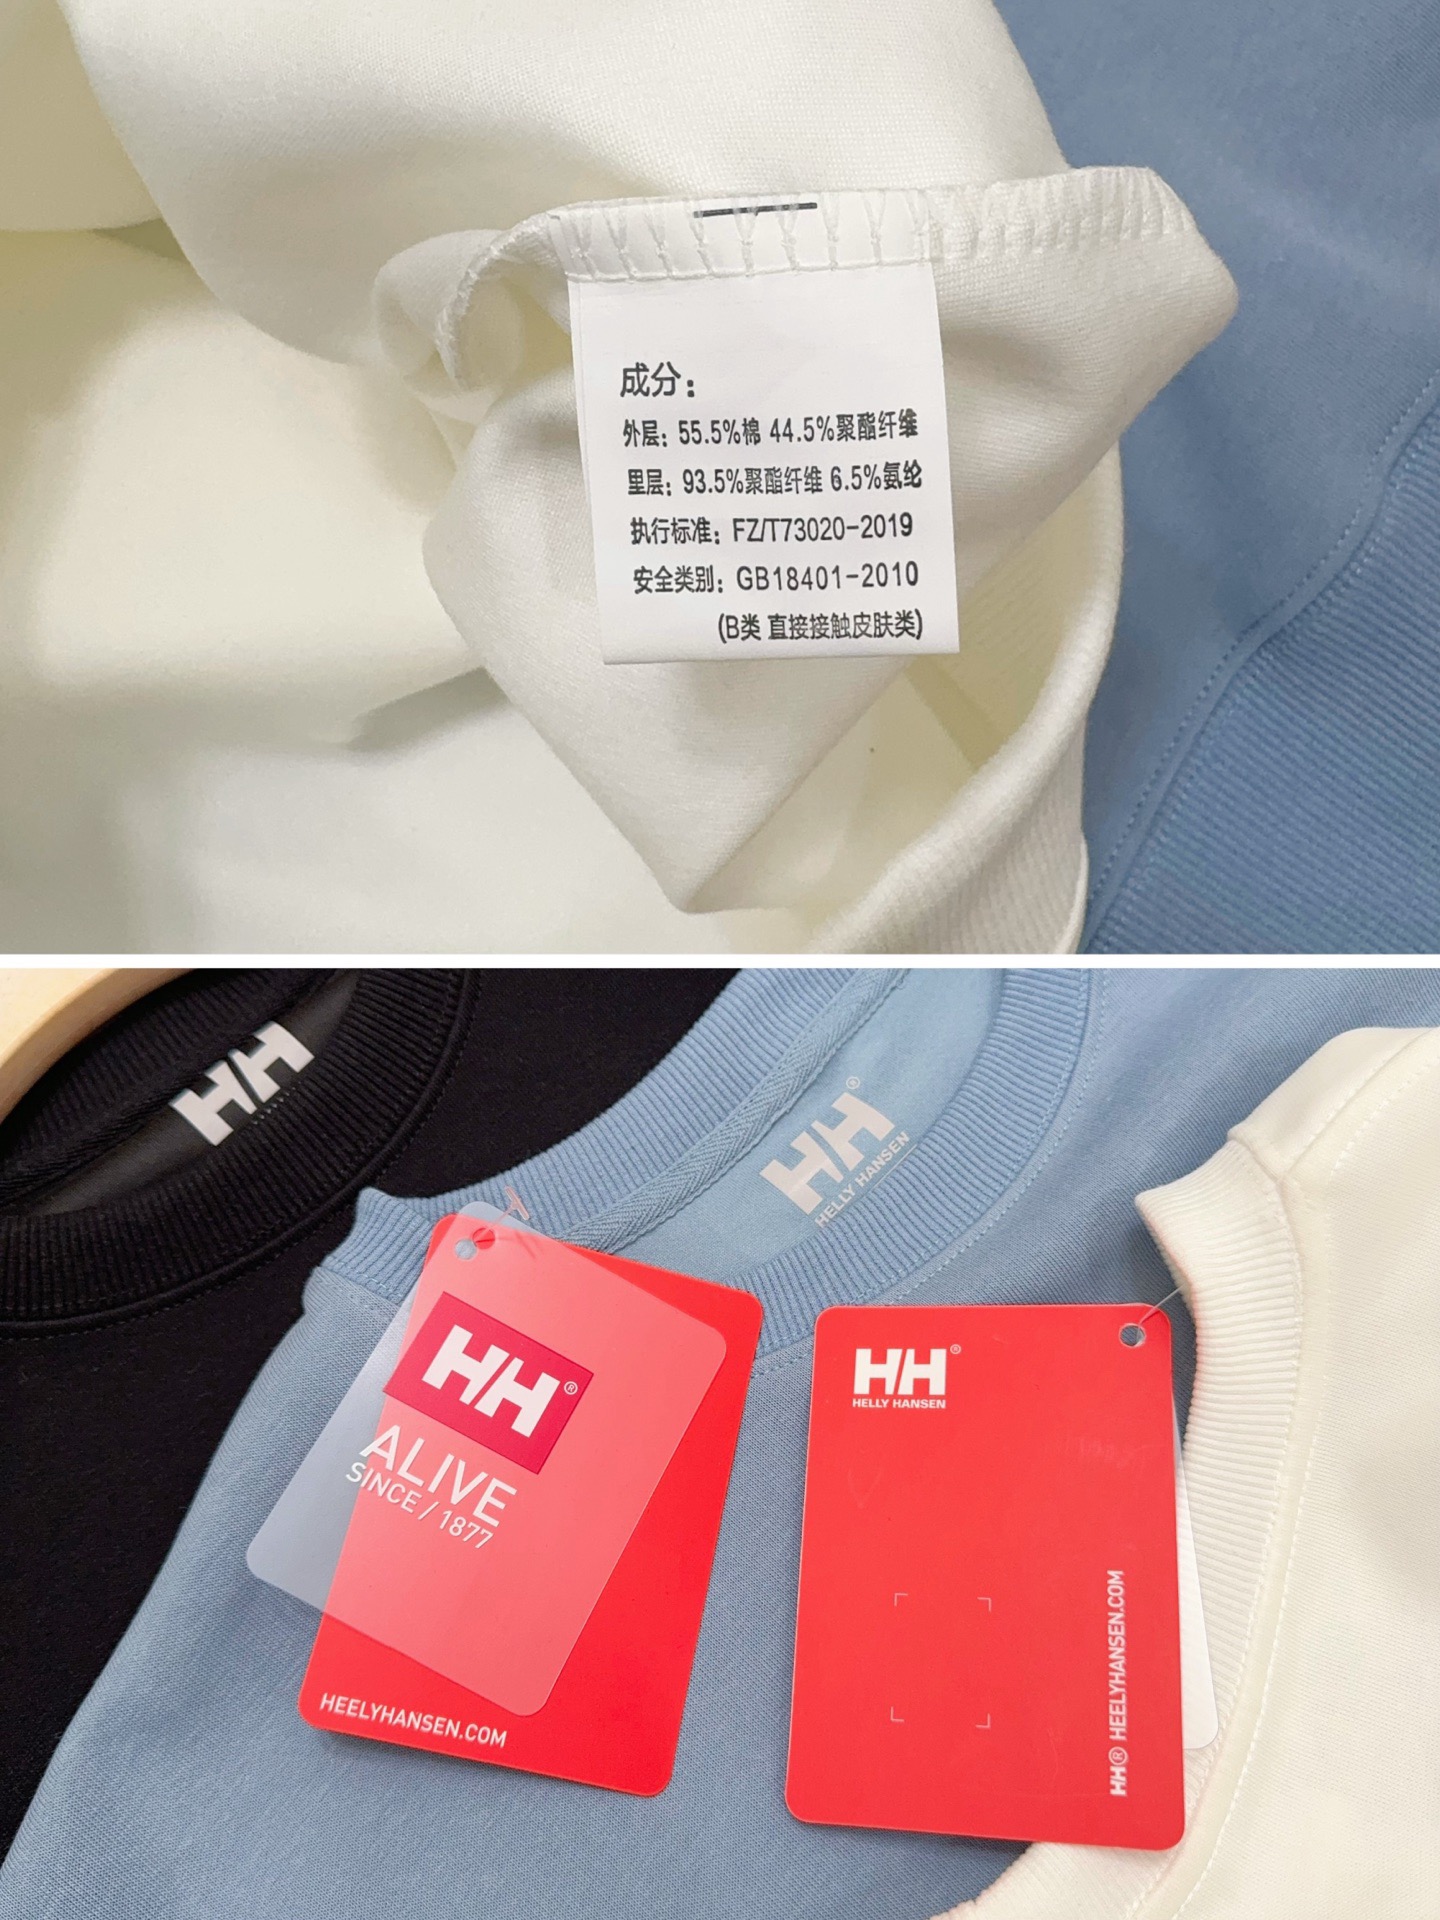 成分：
外层：55.5%棉 44.5%聚酯纤维
里层：93.5%聚酯纤维 6.5%氨纶
执行标准：FZ/T73020-2019
安全类别：GB18401-2010
(B类 直接接触皮肤类)
HH
HH®
HELLY HANSEN
HH®
ALIVE
SINCE / 1877
HEELYHANSEN.COM
HH®
HELLY HANSEN
HH® HEELYHANSEN.COM